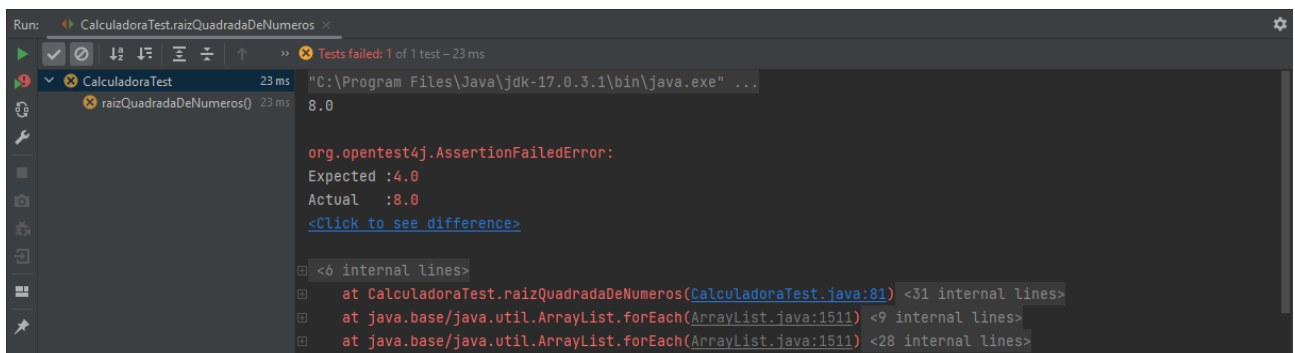 Run: CalculadoraTest.raizQuadradaDeNumeros ×
» Tests failed: 1 of 1 test – 23 ms
CalculadoraTest 23 ms
raizQuadradaDeNumeros() 23 ms
"C:\Program Files\Java\jdk-17.0.3.1\bin\java.exe" ...
8.0
org.opentest4j.AssertionFailedError:
Expected :4.0
Actual :8.0
<Click to see difference>
<6 internal lines>
at CalculadoraTest.raizQuadradaDeNumeros(CalculadoraTest.java:81) <31 internal lines>
at java.base/java.util.ArrayList.forEach(ArrayList.java:1511) <9 internal lines>
at java.base/java.util.ArrayList.forEach(ArrayList.java:1511) <28 internal lines>